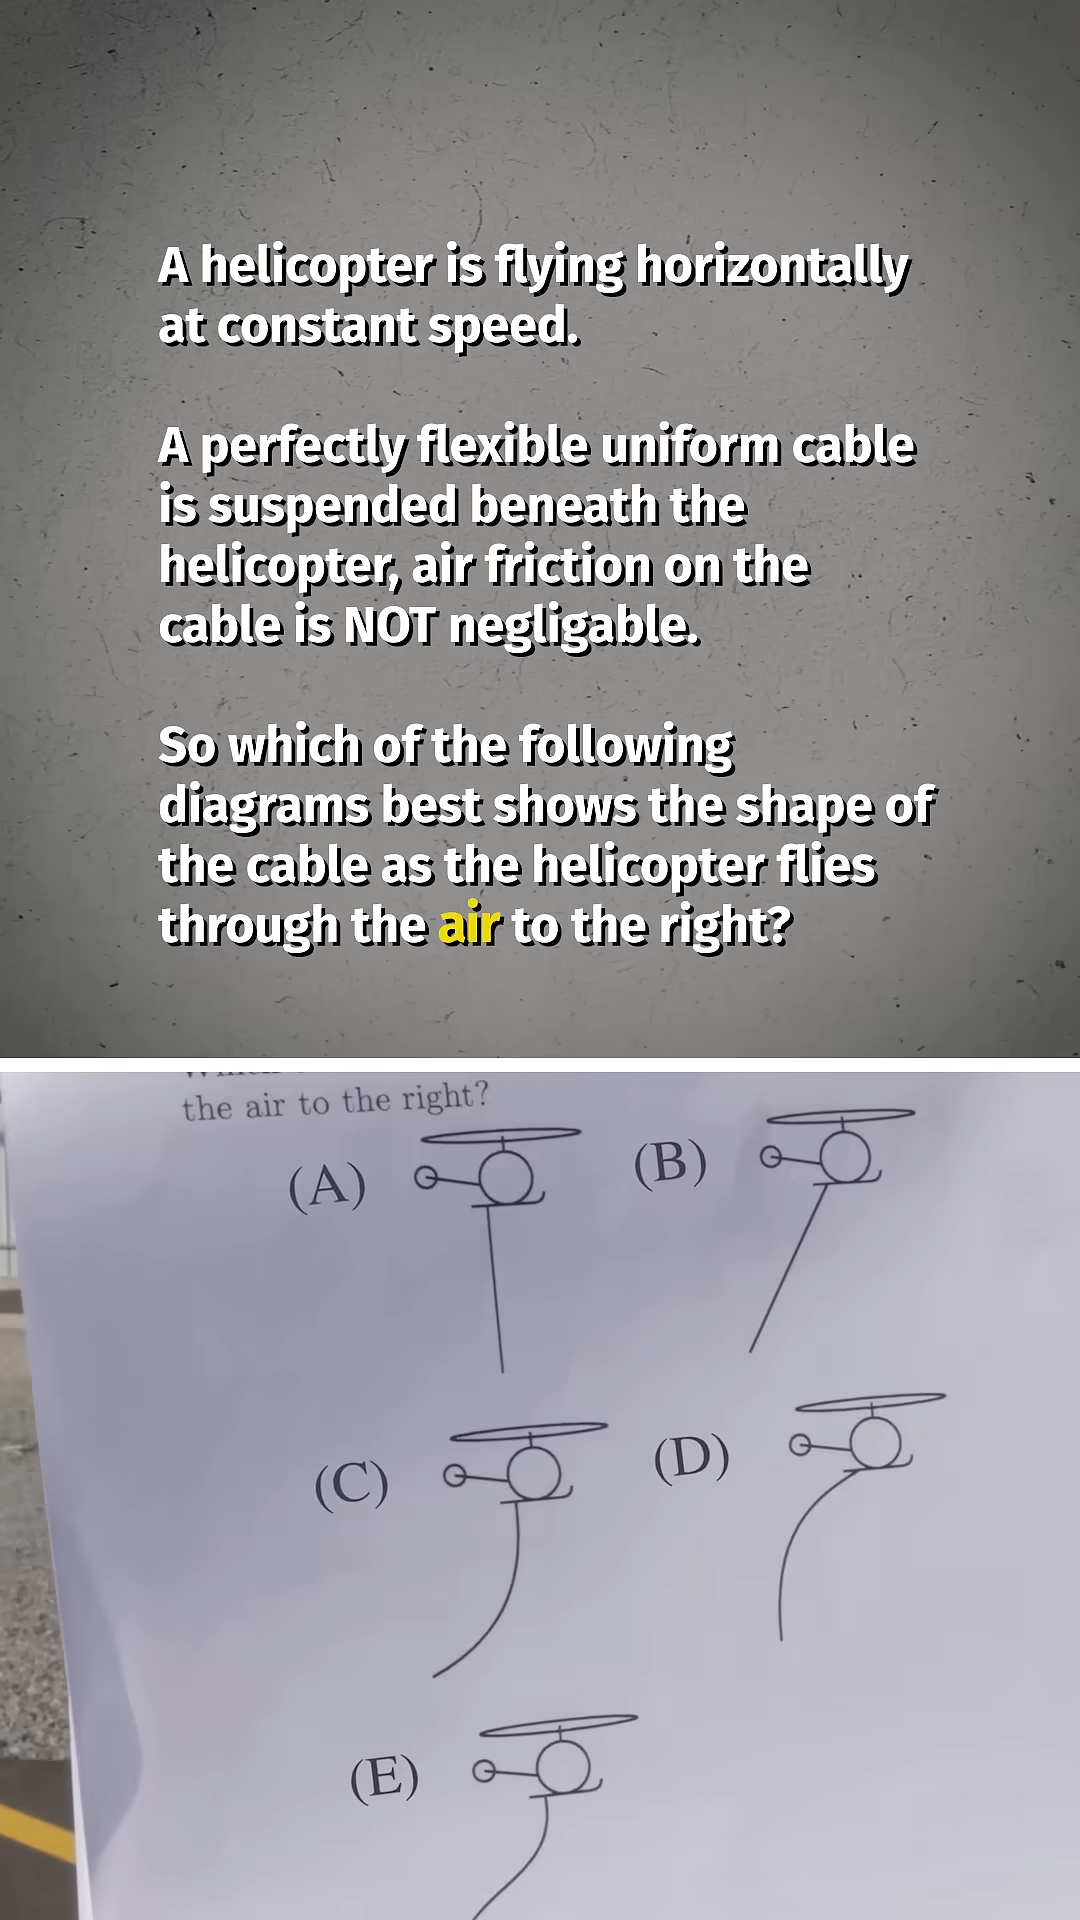 A helicopter is flying horizontally
at constant speed.
A perfectly flexible uniform cable
is suspended beneath the
helicopter, air friction on the
cable is NOT negligable.
So which of the following
diagrams best shows the shape of
the cable as the helicopter flies
through the air to the right?
the air to the right?
(A)
(B)
(C)
(D)
(E)